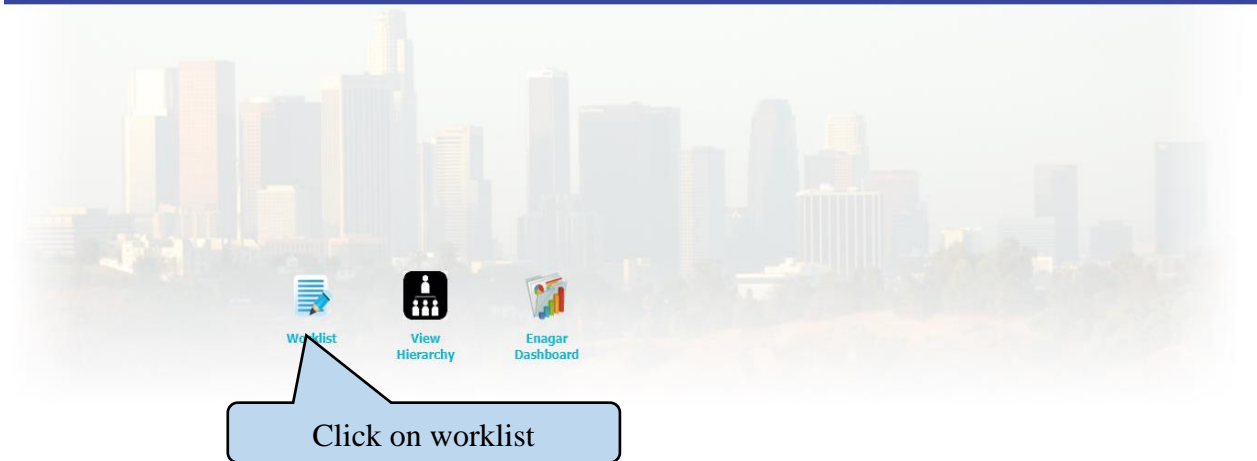 Worklist
View
Hierarchy
Enagar
Dashboard
Click on worklist